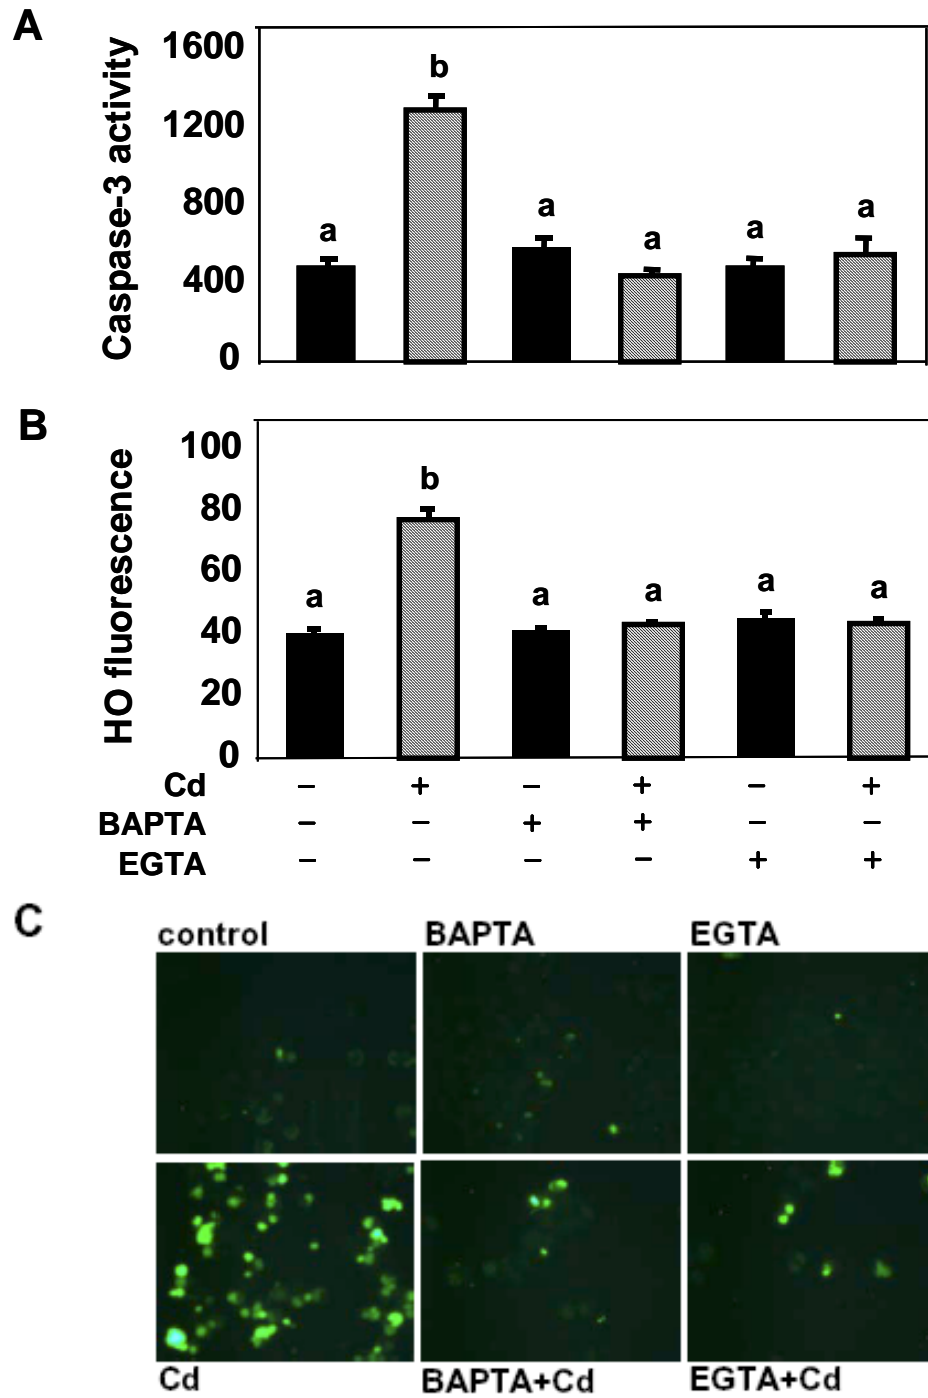 A
Caspase-3 activity
1600
1200
800
400
0
a b a a a a
B
HO fluorescence
100
80
60
40
20
0
a b a a a a
Cd − + − + − +
BAPTA − − + + − −
EGTA − − − − + +
C
control BAPTA EGTA
Cd BAPTA+Cd EGTA+Cd